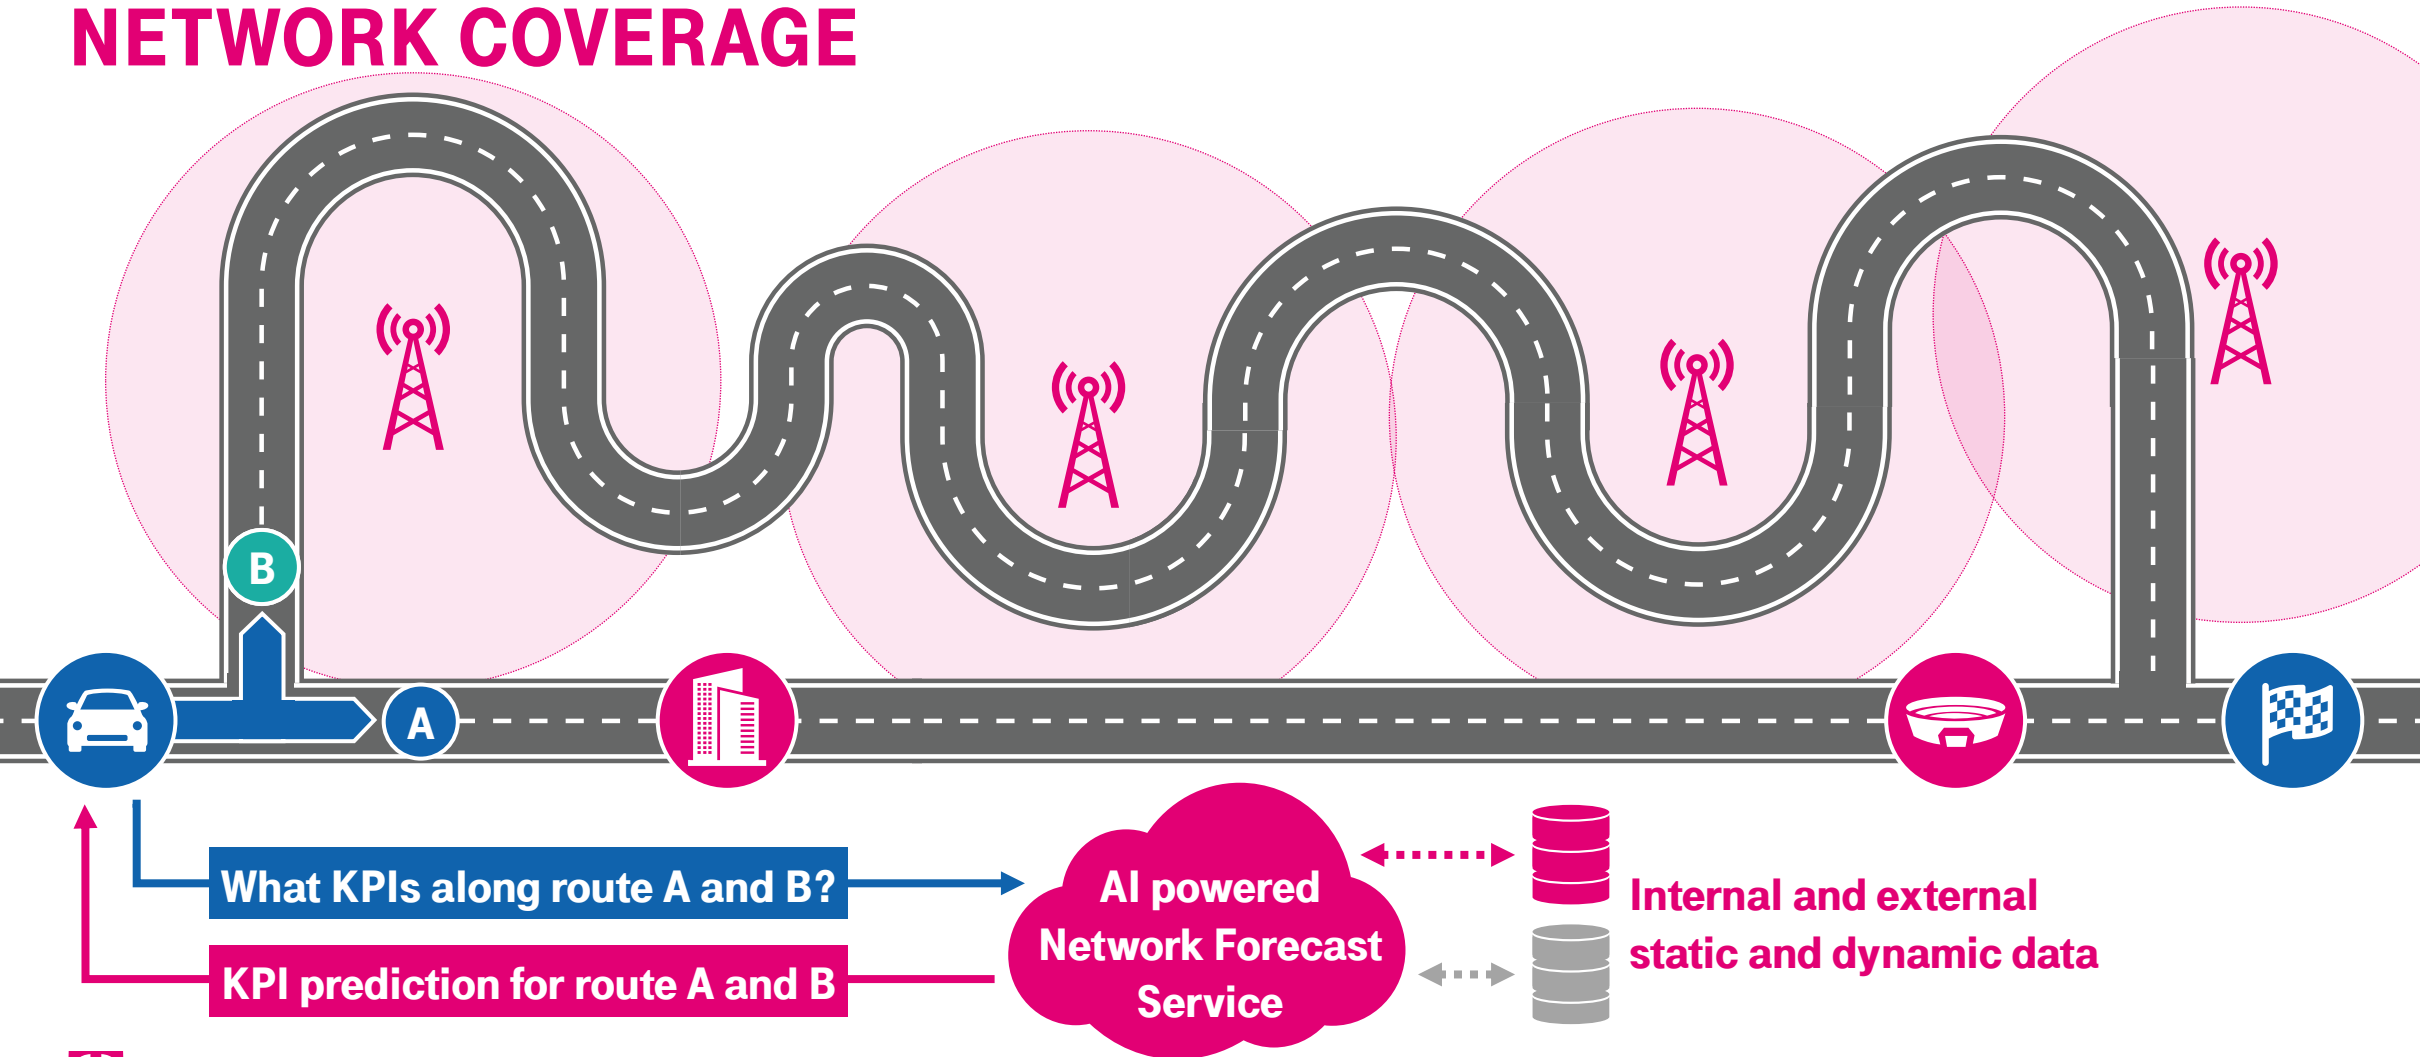 NETWORK COVERAGE
B
A
What KPIs along route A and B?
KPI prediction for route A and B
AI powered
Network Forecast
Service
Internal and external
static and dynamic data